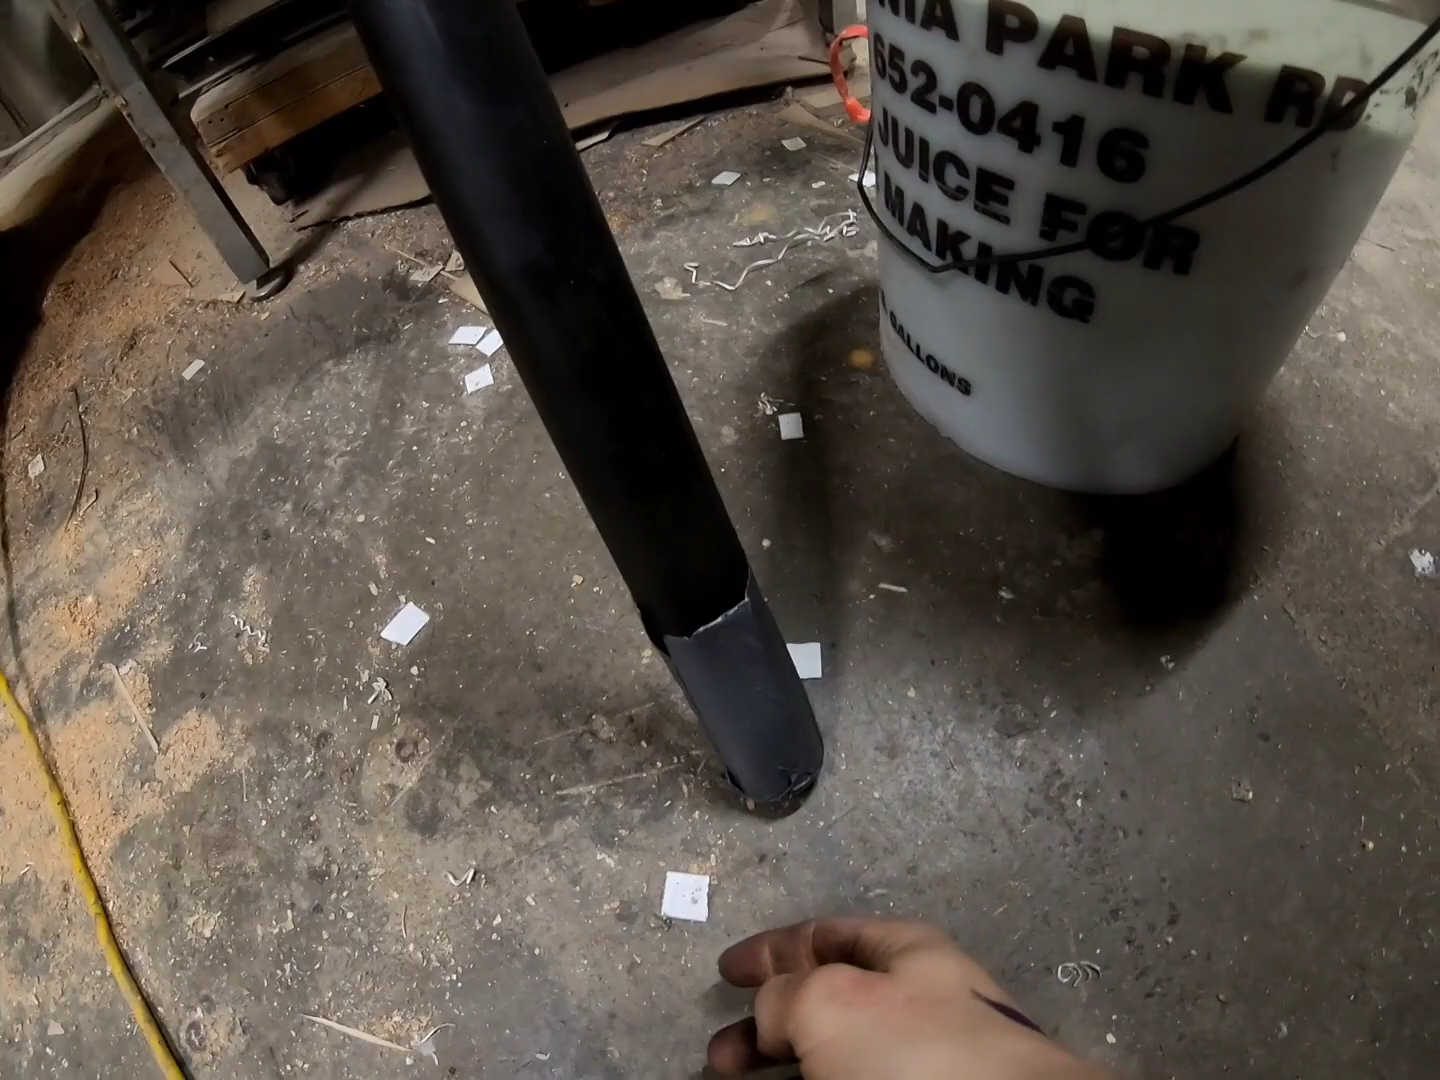 NIA PARK RD
652-0416
JUICE FOR
MAKING
GALLONS